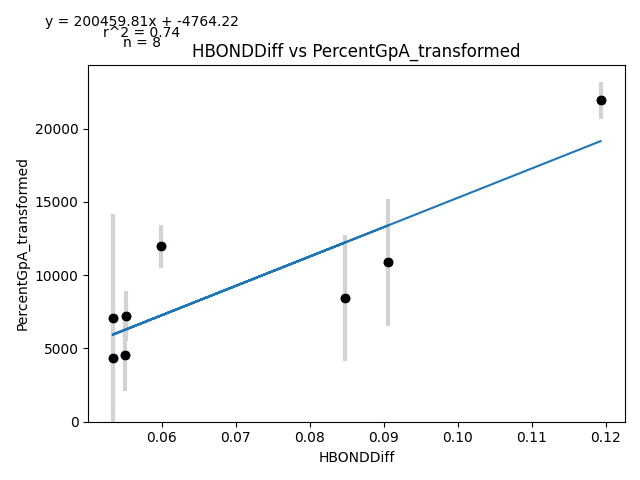 y = 200459.81x + -4764.22
r^2 = 0.74
n = 8
HBONDDiff vs PercentGpA_transformed
PercentGpA_transformed
20000
15000
10000
5000
0
0.06 0.07 0.08 0.09 0.10 0.11 0.12
HBONDDiff